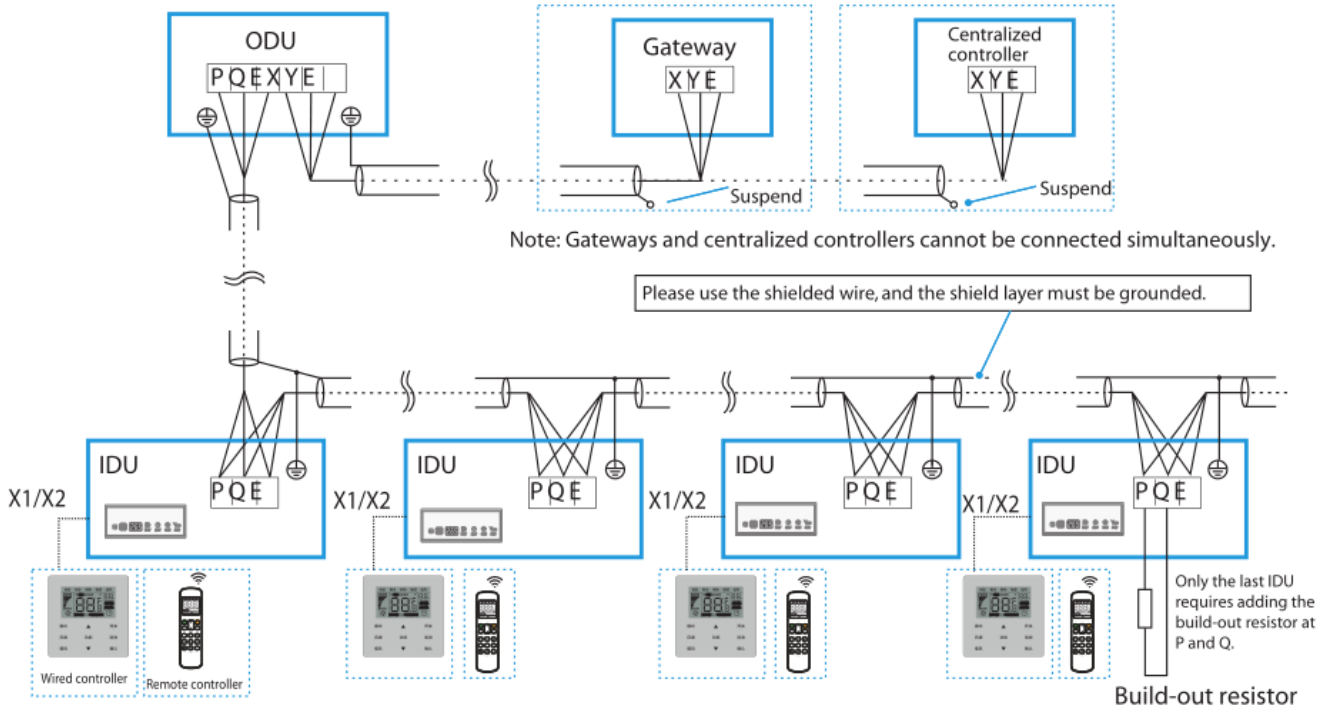 ODU
P Q E X Y E
Gateway
X Y E
Centralized
controller
X Y E
Suspend
Suspend
Note: Gateways and centralized controllers cannot be connected simultaneously.
Please use the shielded wire, and the shield layer must be grounded.
IDU
P Q E
X1/X2
IDU
P Q E
X1/X2
IDU
P Q E
X1/X2
IDU
P Q E
X1/X2
Wired controller
Remote controller
Only the last IDU
requires adding the
build-out resistor at
P and Q.
Build-out resistor